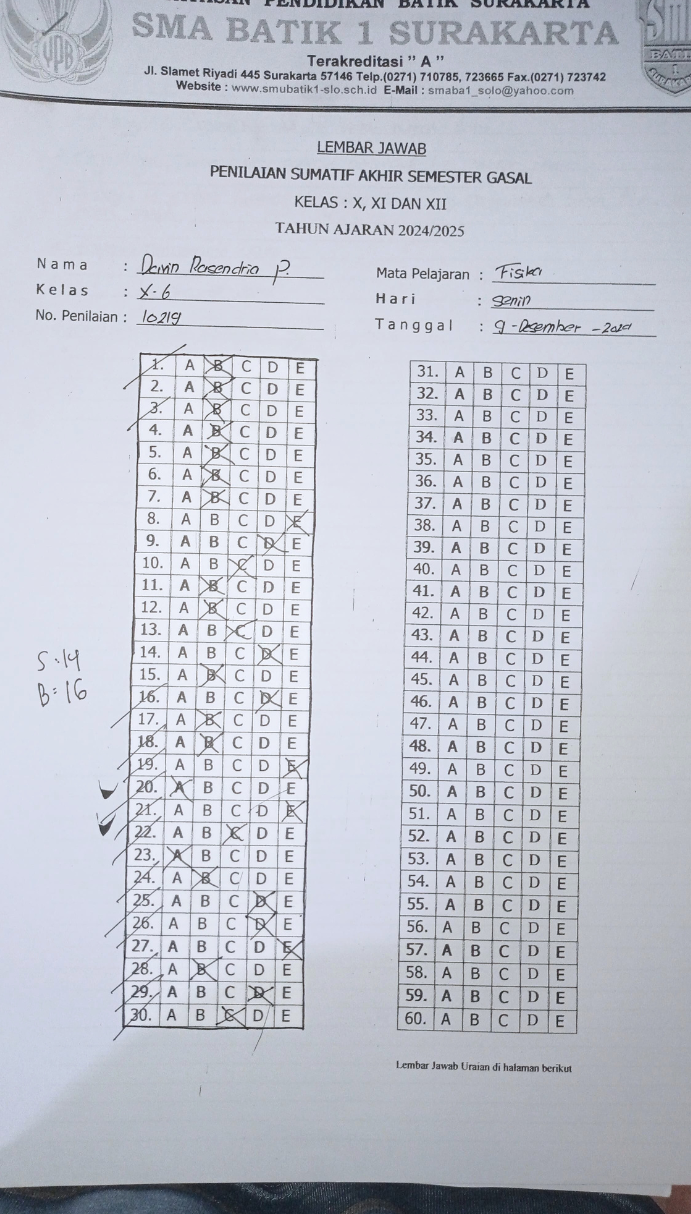 PENDIDIKAN BATIK SURAKARTA
SMA BATIK 1 SURAKARTA
Terakreditasi " A "
Jl. Slamet Riyadi 445 Surakarta 57146 Telp.(0271) 710785, 723665 Fax.(0271) 723742
Website : www.smubatik1-slo.sch.id E-Mail : smaba1_solo@yahoo.com
LEMBAR JAWAB
PENILAIAN SUMATIF AKHIR SEMESTER GASAL
KELAS : X, XI DAN XII
TAHUN AJARAN 2024/2025
Nama : Davin Rasendria P.
Kelas : X-6
No. Penilaian : 10219
Mata Pelajaran : Fisika
Hari : Senin
Tanggal : 9-Desember-2024
1. A B C D E
2. A B C D E
3. A B C D E
4. A B C D E
5. A B C D E
6. A B C D E
7. A B C D E
8. A B C D E
9. A B C D E
10. A B C D E
11. A B C D E
12. A B C D E
13. A B C D E
14. A B C D E
15. A B C D E
16. A B C D E
17. A B C D E
18. A B C D E
19. A B C D E
20. A B C D E
21. A B C D E
22. A B C D E
23. A B C D E
24. A B C D E
25. A B C D E
26. A B C D E
27. A B C D E
28. A B C D E
29. A B C D E
30. A B C D E
S:14
B=16
31. A B C D E
32. A B C D E
33. A B C D E
34. A B C D E
35. A B C D E
36. A B C D E
37. A B C D E
38. A B C D E
39. A B C D E
40. A B C D E
41. A B C D E
42. A B C D E
43. A B C D E
44. A B C D E
45. A B C D E
46. A B C D E
47. A B C D E
48. A B C D E
49. A B C D E
50. A B C D E
51. A B C D E
52. A B C D E
53. A B C D E
54. A B C D E
55. A B C D E
56. A B C D E
57. A B C D E
58. A B C D E
59. A B C D E
60. A B C D E
Lembar Jawab Uraian di halaman berikut